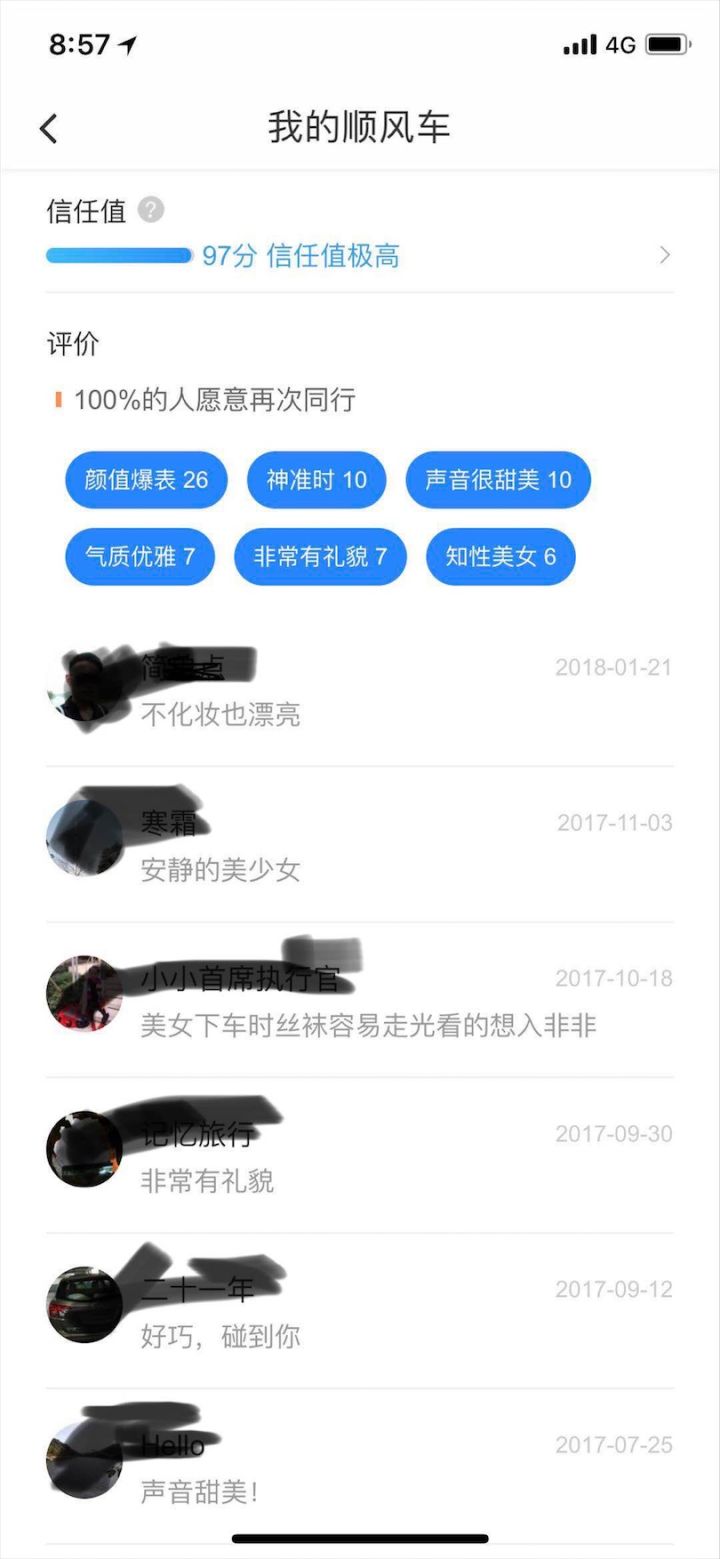 8:57
4G
我的顺风车
信任值 ?
97分 信任值极高
评价
100%的人愿意再次同行
颜值爆表 26 神准时 10 声音很甜美 10
气质优雅 7 非常有礼貌 7 知性美女 6
2018-01-21
不化妆也漂亮
寒霜 2017-11-03
安静的美少女
小小首席执行官 2017-10-18
美女下车时丝袜容易走光看的想入非非
记忆旅行 2017-09-30
非常有礼貌
二十一年 2017-09-12
好巧，碰到你
Hello 2017-07-25
声音甜美！